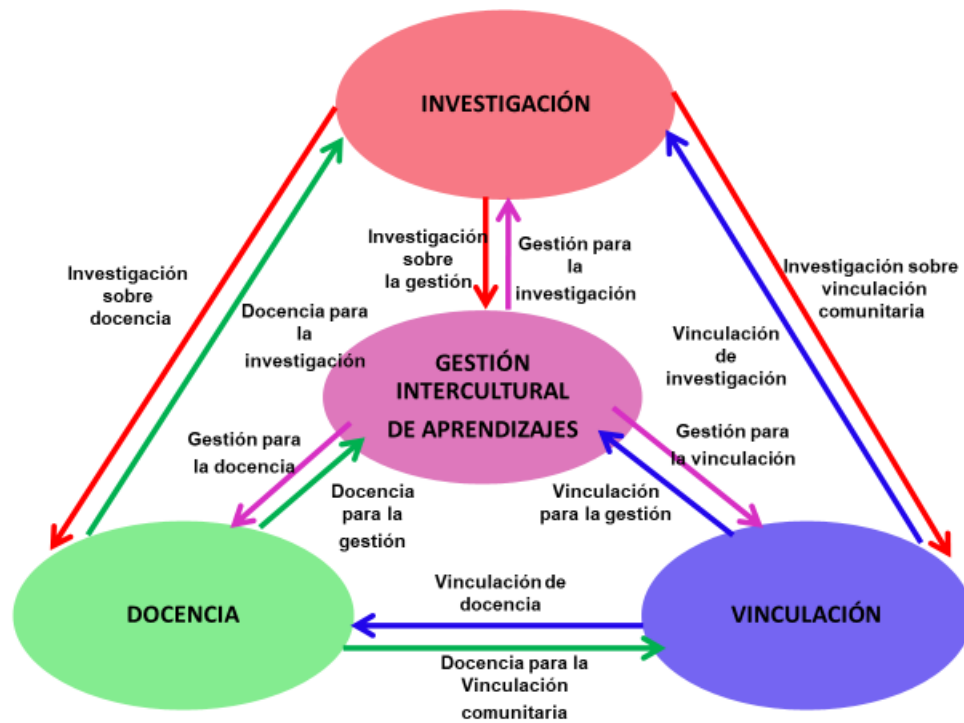 INVESTIGACIÓN
Investigación
sobre
la gestión
Gestión para
la
investigación
Investigación
sobre
docencia
Docencia para
la
investigación
Investigación sobre
vinculación
comunitaria
Vinculación
de
investigación
GESTIÓN
INTERCULTURAL
DE APRENDIZAJES
Gestión para
la docencia
Docencia
para la
gestión
Vinculación
para la gestión
Gestión para
la vinculación
DOCENCIA
Vinculación de
docencia
VINCULACIÓN
Docencia para la
Vinculación
comunitaria